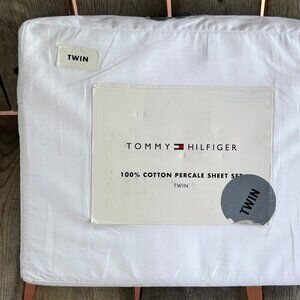 TWIN
TOMMY HILFIGER
100% COTTON PERCALE SHEET SET
TWIN
TWIN